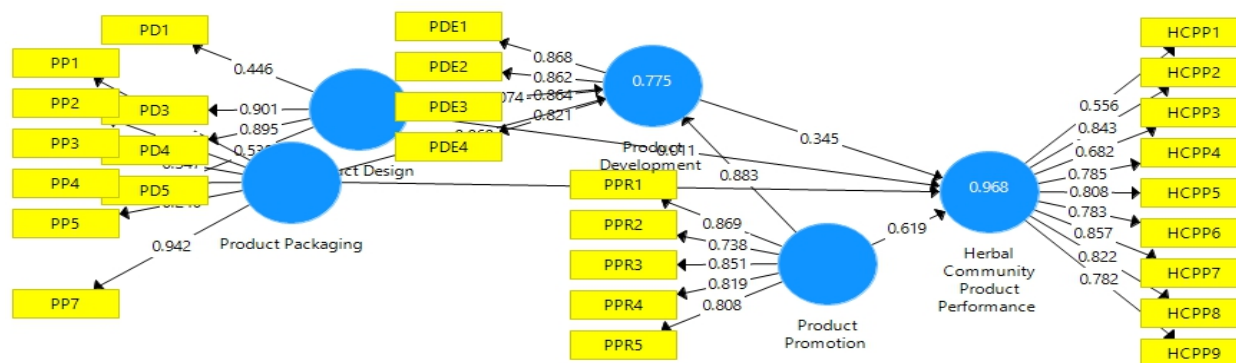 PD1
PP1
PP2
PD3
PP3
PD4
PP4
PD5
PP5
PP7
0.446
0.901
0.895
0.942
Product Packaging
Design
PDE1
PDE2
PDE3
PDE4
0.868
0.862
0.864
0.821
0.775
Product
Development
0.345
0.883
PPR1
PPR2
PPR3
PPR4
PPR5
0.869
0.738
0.851
0.819
0.808
Product
Promotion
0.619
0.968
Herbal
Community
Product
Performance
0.556
0.843
0.682
0.785
0.808
0.783
0.857
0.822
0.782
HCPP1
HCPP2
HCPP3
HCPP4
HCPP5
HCPP6
HCPP7
HCPP8
HCPP9